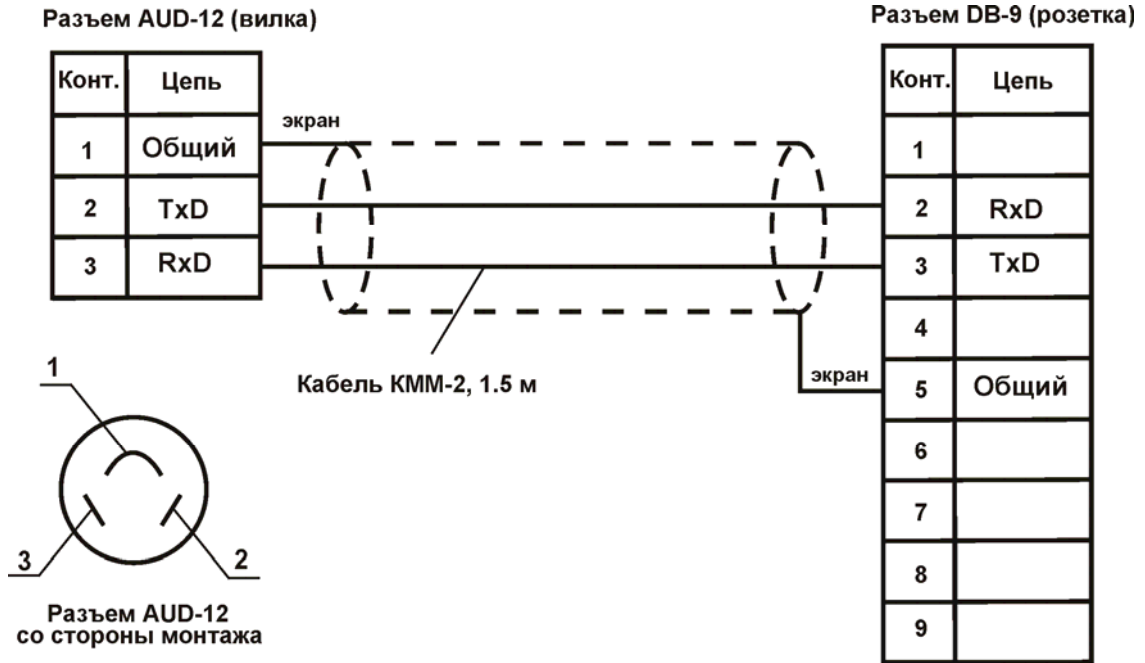 Разъем AUD-12 (вилка)
Конт. Цепь
1 Общий
2 TxD
3 RxD
экран
Кабель КММ-2, 1.5 м
экран
Разъем DB-9 (розетка)
Конт. Цепь
1
2 RxD
3 TxD
4
5 Общий
6
7
8
9
1
3 2
Разъем AUD-12
со стороны монтажа